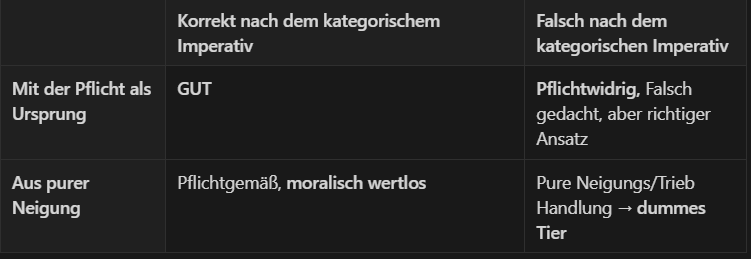 Korrekt nach dem kategorischem
Imperativ
Falsch nach dem
kategorischen Imperativ
Mit der Pflicht als
Ursprung
GUT
Pflichtwidrig, Falsch
gedacht, aber richtiger
Ansatz
Aus purer
Neigung
Pflichtgemäß, moralisch wertlos
Pure Neigungs/Trieb
Handlung → dummes
Tier